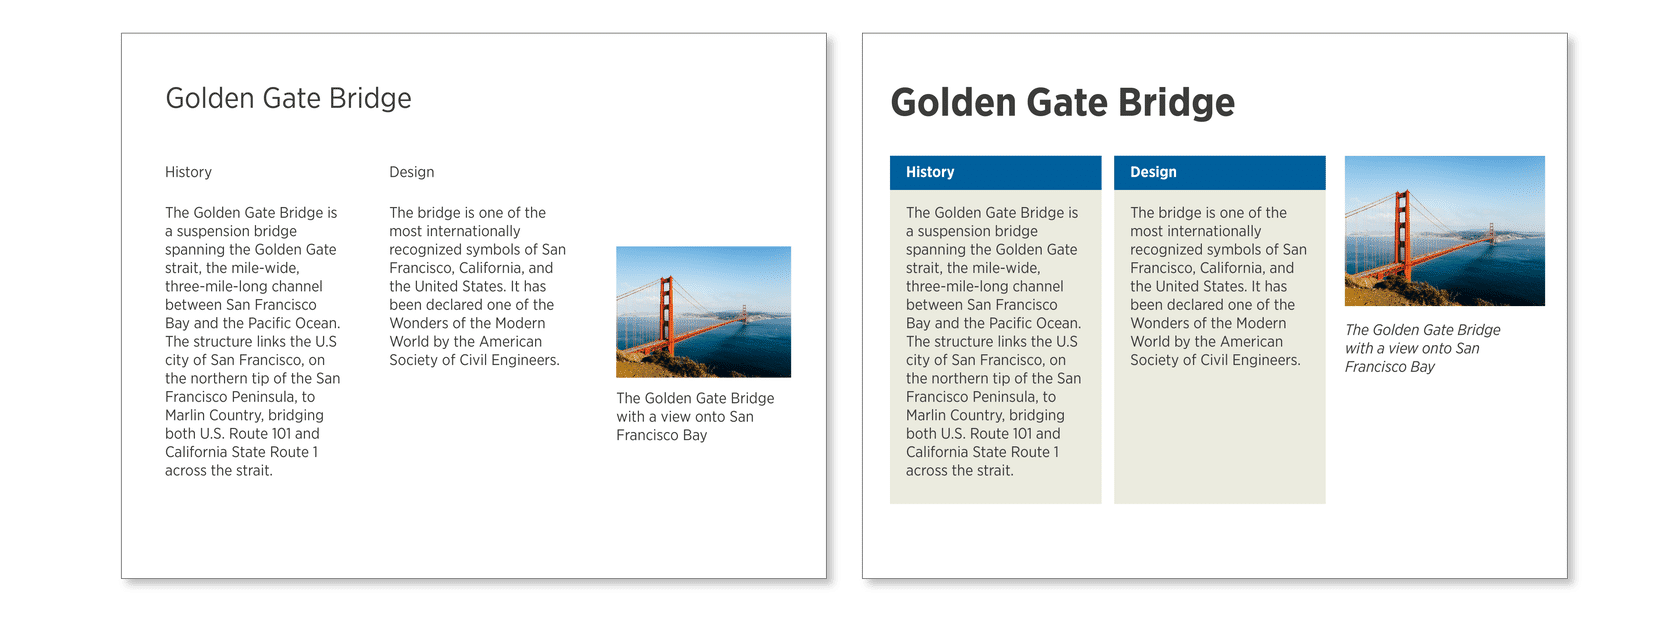 Golden Gate Bridge
History
The Golden Gate Bridge is
a suspension bridge
spanning the Golden Gate
strait, the mile-wide,
three-mile-long channel
between San Francisco
Bay and the Pacific Ocean.
The structure links the U.S
city of San Francisco, on
the northern tip of the San
Francisco Peninsula, to
Marlin Country, bridging
both U.S. Route 101 and
California State Route 1
across the strait.
Design
The bridge is one of the
most internationally
recognized symbols of San
Francisco, California, and
the United States. It has
been declared one of the
Wonders of the Modern
World by the American
Society of Civil Engineers.
The Golden Gate Bridge
with a view onto San
Francisco Bay
Golden Gate Bridge
History
The Golden Gate Bridge is
a suspension bridge
spanning the Golden Gate
strait, the mile-wide,
three-mile-long channel
between San Francisco
Bay and the Pacific Ocean.
The structure links the U.S
city of San Francisco, on
the northern tip of the San
Francisco Peninsula, to
Marlin Country, bridging
both U.S. Route 101 and
California State Route 1
across the strait.
Design
The bridge is one of the
most internationally
recognized symbols of San
Francisco, California, and
the United States. It has
been declared one of the
Wonders of the Modern
World by the American
Society of Civil Engineers.
The Golden Gate Bridge
with a view onto San
Francisco Bay